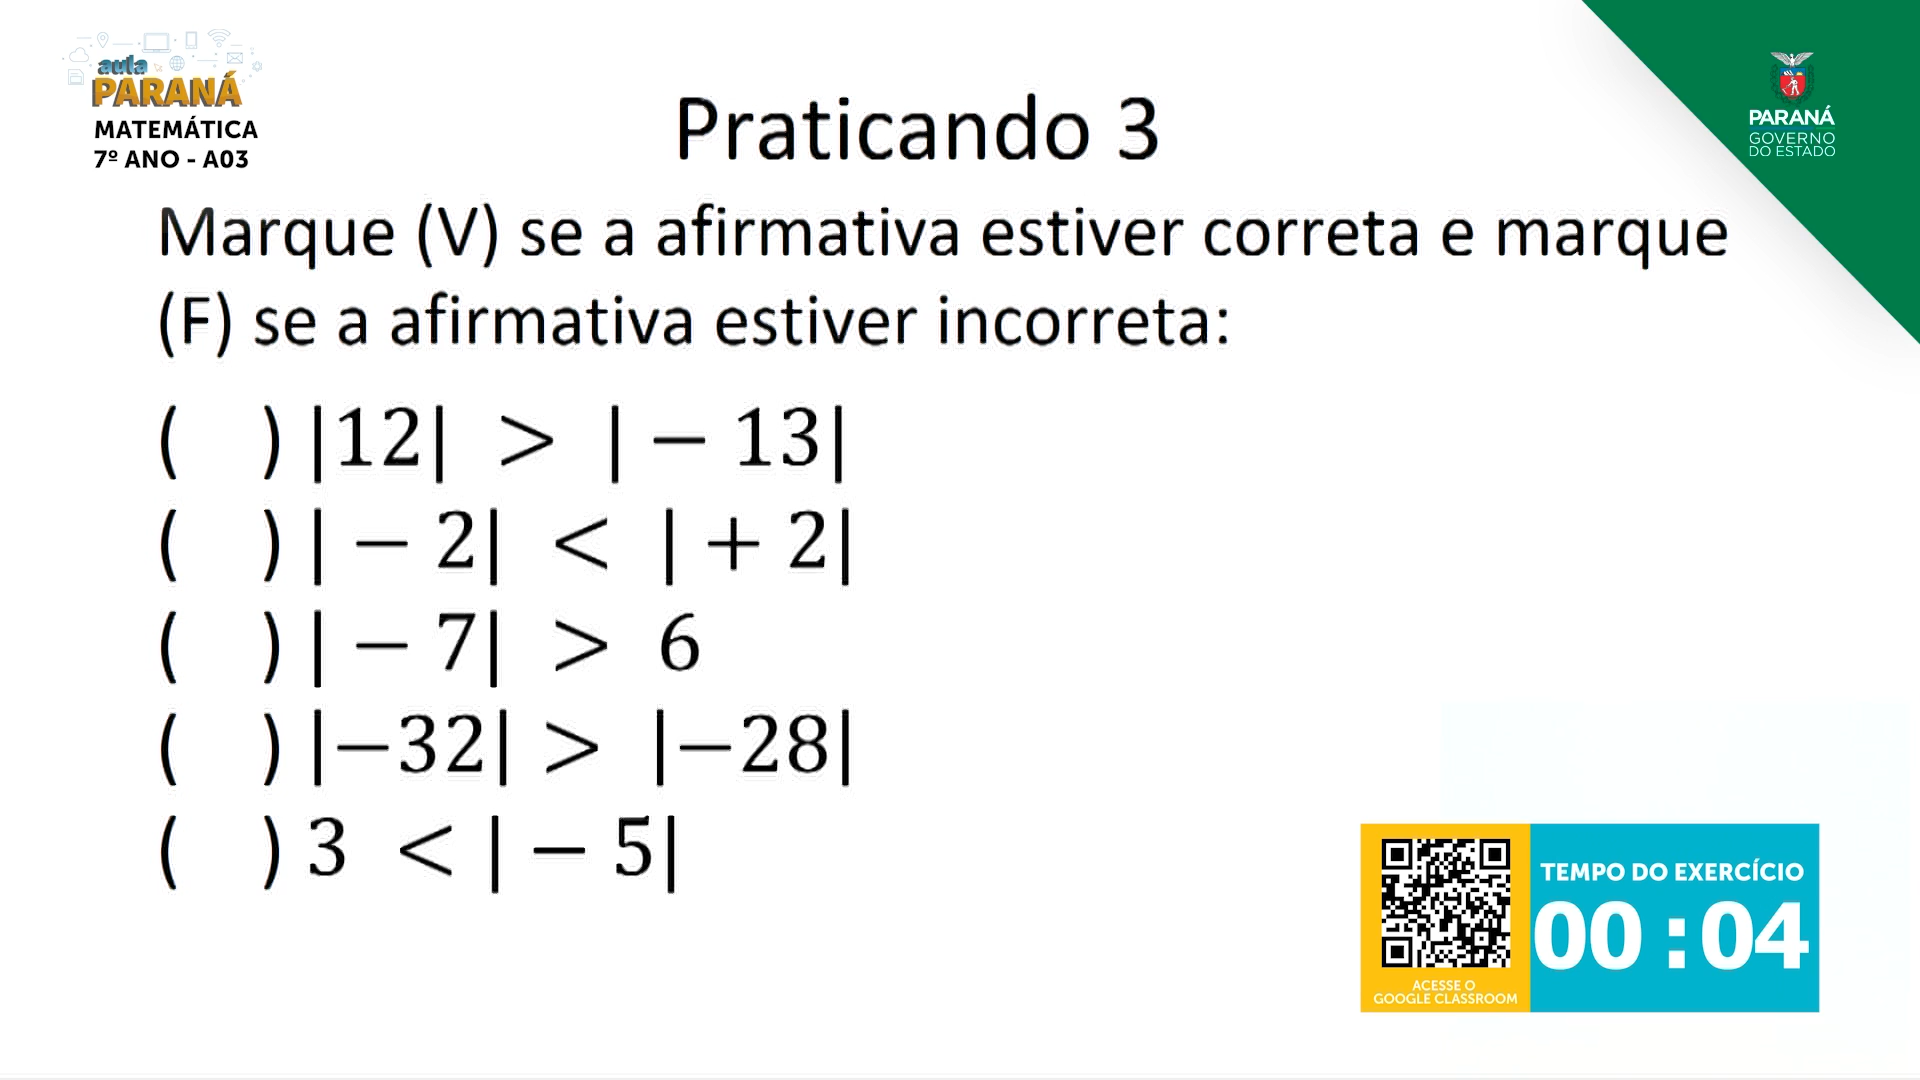 aula
PARANÁ
MATEMÁTICA
7º ANO - A03
PARANÁ
GOVERNO
DO ESTADO
Praticando 3
Marque (V) se a afirmativa estiver correta e marque
(F) se a afirmativa estiver incorreta:
( ) |12| > |− 13|
( ) |− 2| < |+ 2|
( ) |− 7| > 6
( ) |−32| > |−28|
( ) 3 < |− 5|
TEMPO DO EXERCÍCIO
00:04
ACESSE O
GOOGLE CLASSROOM